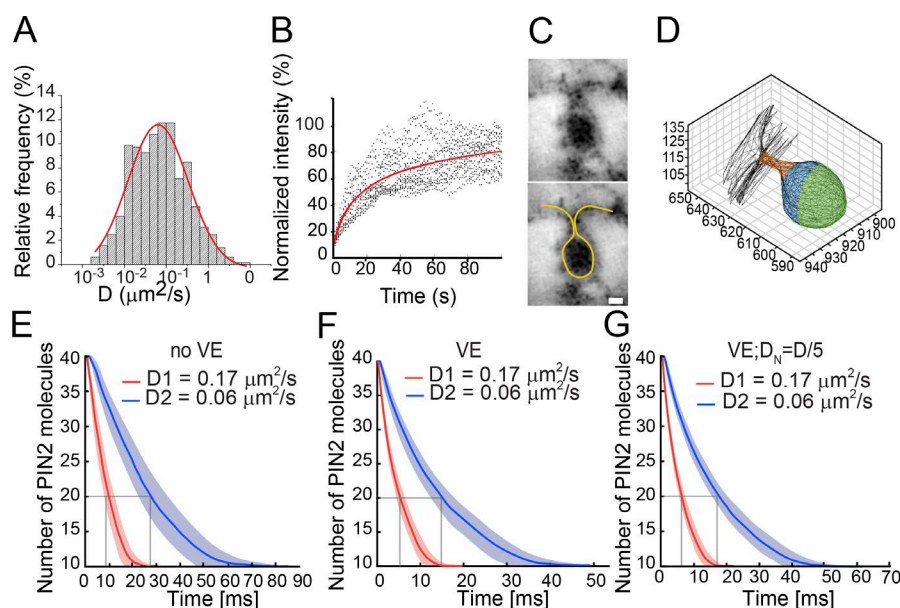 A
Relative frequency (%)
14
12
10
8
6
4
2
0
10⁻³ 10⁻² 10⁻¹ 1 0
D (μm²/s)
B
Normalized intensity (%)
100
80
60
40
20
0
0 20 40 60 80
Time (s)
C
D
135
125
115
105
650
640
630
620
610
600
590
900
910
920
930
940
E
no VE
D1 = 0.17 μm²/s
D2 = 0.06 μm²/s
Number of PIN2 molecules
40
35
30
25
20
15
10
0 10 20 30 40 50 60 70 80 90
Time [ms]
F
VE
D1 = 0.17 μm²/s
D2 = 0.06 μm²/s
Number of PIN2 molecules
40
35
30
25
20
15
10
0 10 20 30 40 50
Time [ms]
G
VE;D_N=D/5
D1 = 0.17 μm²/s
D2 = 0.06 μm²/s
Number of PIN2 molecules
40
35
30
25
20
15
10
0 10 20 30 40 50 60 70
Time [ms]